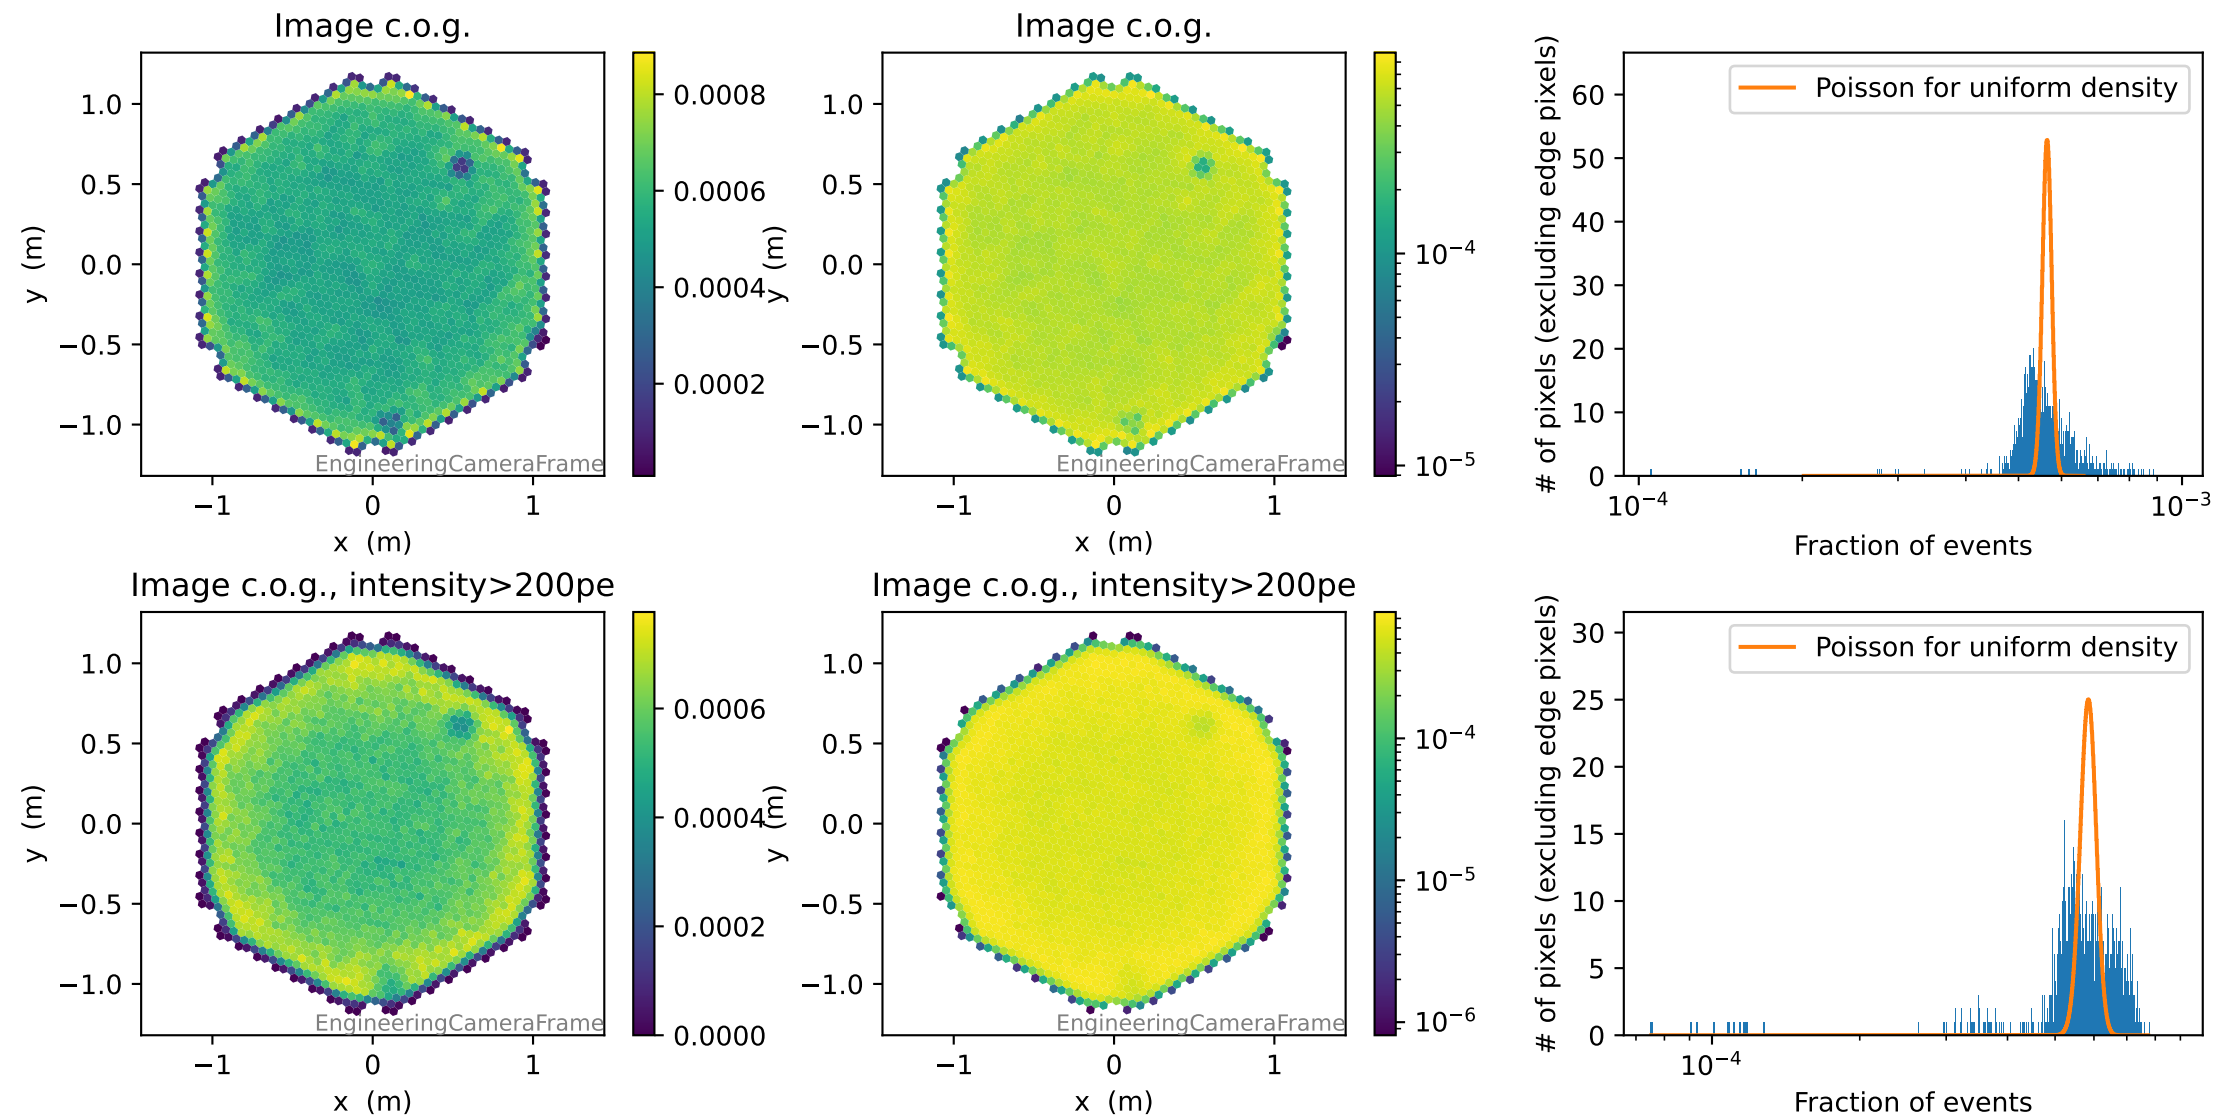 Image c.o.g.
1.0
0.5
0.0
−0.5
−1.0
y (m)
−1
0
1
x (m)
EngineeringCameraFrame
0.0008
0.0006
0.0004
0.0002
Image c.o.g.
1.0
0.5
0.0
−0.5
−1.0
y (m)
−1
0
1
x (m)
EngineeringCameraFrame
10⁻⁴
10⁻⁵
# of pixels (excluding edge pixels)
60
50
40
30
20
10
0
Poisson for uniform density
10⁻⁴
10⁻³
Fraction of events
Image c.o.g., intensity>200pe
1.0
0.5
0.0
−0.5
−1.0
y (m)
−1
0
1
x (m)
EngineeringCameraFrame
0.0006
0.0004
0.0002
0.0000
Image c.o.g., intensity>200pe
1.0
0.5
0.0
−0.5
−1.0
y (m)
−1
0
1
x (m)
EngineeringCameraFrame
10⁻⁴
10⁻⁵
10⁻⁶
# of pixels (excluding edge pixels)
30
25
20
15
10
5
0
Poisson for uniform density
10⁻⁴
Fraction of events